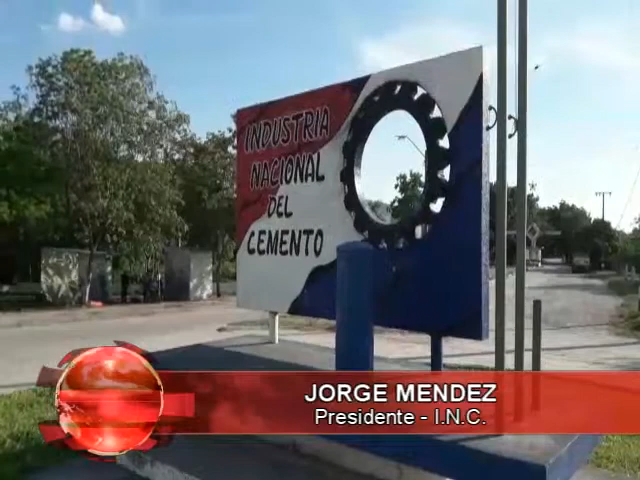 INDUSTRIA
NACIONAL
DEL
CEMENTO
JORGE MENDEZ
Presidente - I.N.C.